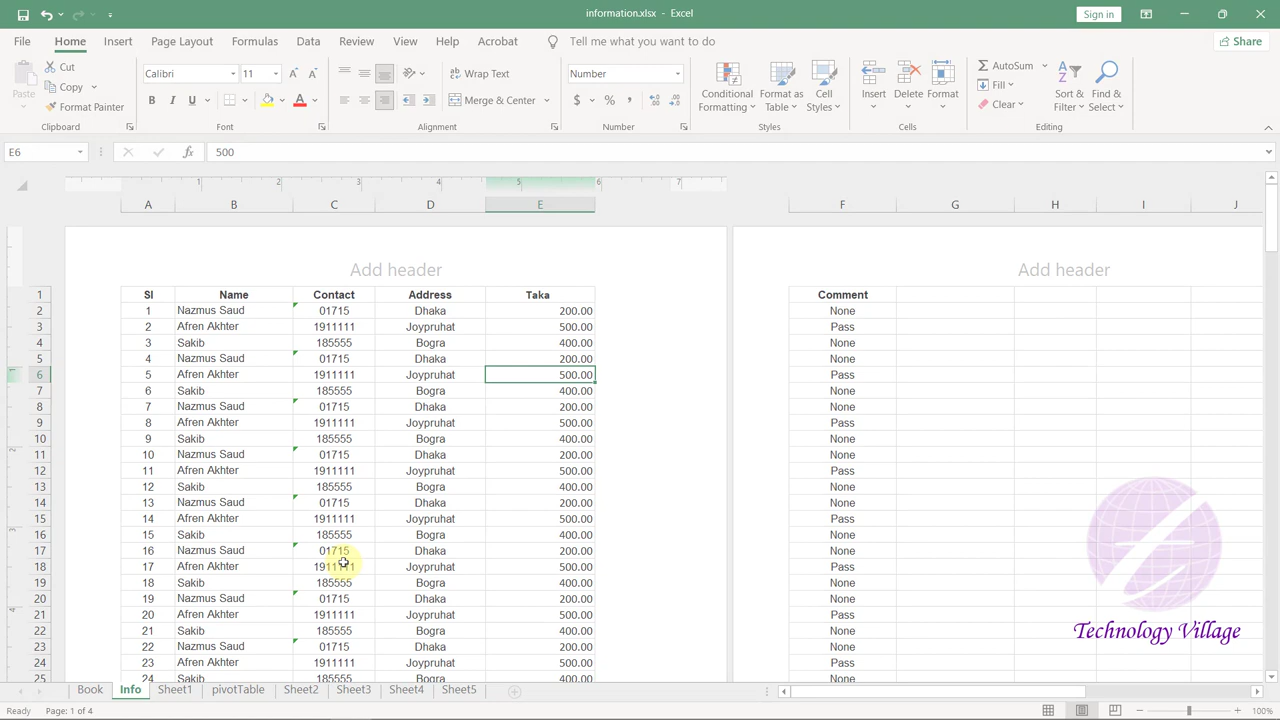 information.xlsx - Excel
Sign in
File Home Insert Page Layout Formulas Data Review View Help Acrobat Tell me what you want to do Share
Paste
Cut
Copy
Format Painter
Clipboard
Calibri 11
B I U
Font
Wrap Text
Merge & Center
Alignment
Number
$ % ,
Number
Conditional Formatting
Format as Table
Cell Styles
Styles
Insert Delete Format
Cells
AutoSum
Fill
Clear
Sort & Filter
Find & Select
Editing
E6 fx 500
1 2 3 4 5 6 7
A B C D E F G H I J
Add header Add header
1 Sl Name Contact Address Taka Comment
2 1 Nazmus Saud 01715 Dhaka 200.00 None
3 2 Afren Akhter 1911111 Joypruhat 500.00 Pass
4 3 Sakib 185555 Bogra 400.00 None
5 4 Nazmus Saud 01715 Dhaka 200.00 None
6 5 Afren Akhter 1911111 Joypruhat 500.00 Pass
7 6 Sakib 185555 Bogra 400.00 None
8 7 Nazmus Saud 01715 Dhaka 200.00 None
9 8 Afren Akhter 1911111 Joypruhat 500.00 Pass
10 9 Sakib 185555 Bogra 400.00 None
11 10 Nazmus Saud 01715 Dhaka 200.00 None
12 11 Afren Akhter 1911111 Joypruhat 500.00 Pass
13 12 Sakib 185555 Bogra 400.00 None
14 13 Nazmus Saud 01715 Dhaka 200.00 None
15 14 Afren Akhter 1911111 Joypruhat 500.00 Pass
16 15 Sakib 185555 Bogra 400.00 None
17 16 Nazmus Saud 01715 Dhaka 200.00 None
18 17 Afren Akhter 1911111 Joypruhat 500.00 Pass
19 18 Sakib 185555 Bogra 400.00 None
20 19 Nazmus Saud 01715 Dhaka 200.00 None
21 20 Afren Akhter 1911111 Joypruhat 500.00 Pass
22 21 Sakib 185555 Bogra 400.00 None
23 22 Nazmus Saud 01715 Dhaka 200.00 None
24 23 Afren Akhter 1911111 Joypruhat 500.00 Pass
25 24 Sakib 185555 Bogra 400.00 None
Technology Village
Book Info Sheet1 pivotTable Sheet2 Sheet3 Sheet4 Sheet5
Ready Page: 1 of 4 100%